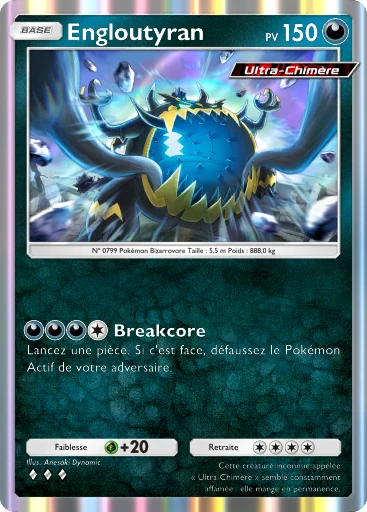 BASE
Engloutyran
PV 150
Ultra-Chimère
N° 0799 Pokémon Bizarrovore Taille : 5,5 m Poids : 888,0 kg
Breakcore
Lancez une pièce. Si c'est face, défaussez le Pokémon
Actif de votre adversaire.
Faiblesse +20
Retraite
Illus. Anesaki Dynamic
Cette créature inconnue appelée
« Ultra-Chimère » semble constamment
affamée : elle mange en permanence.